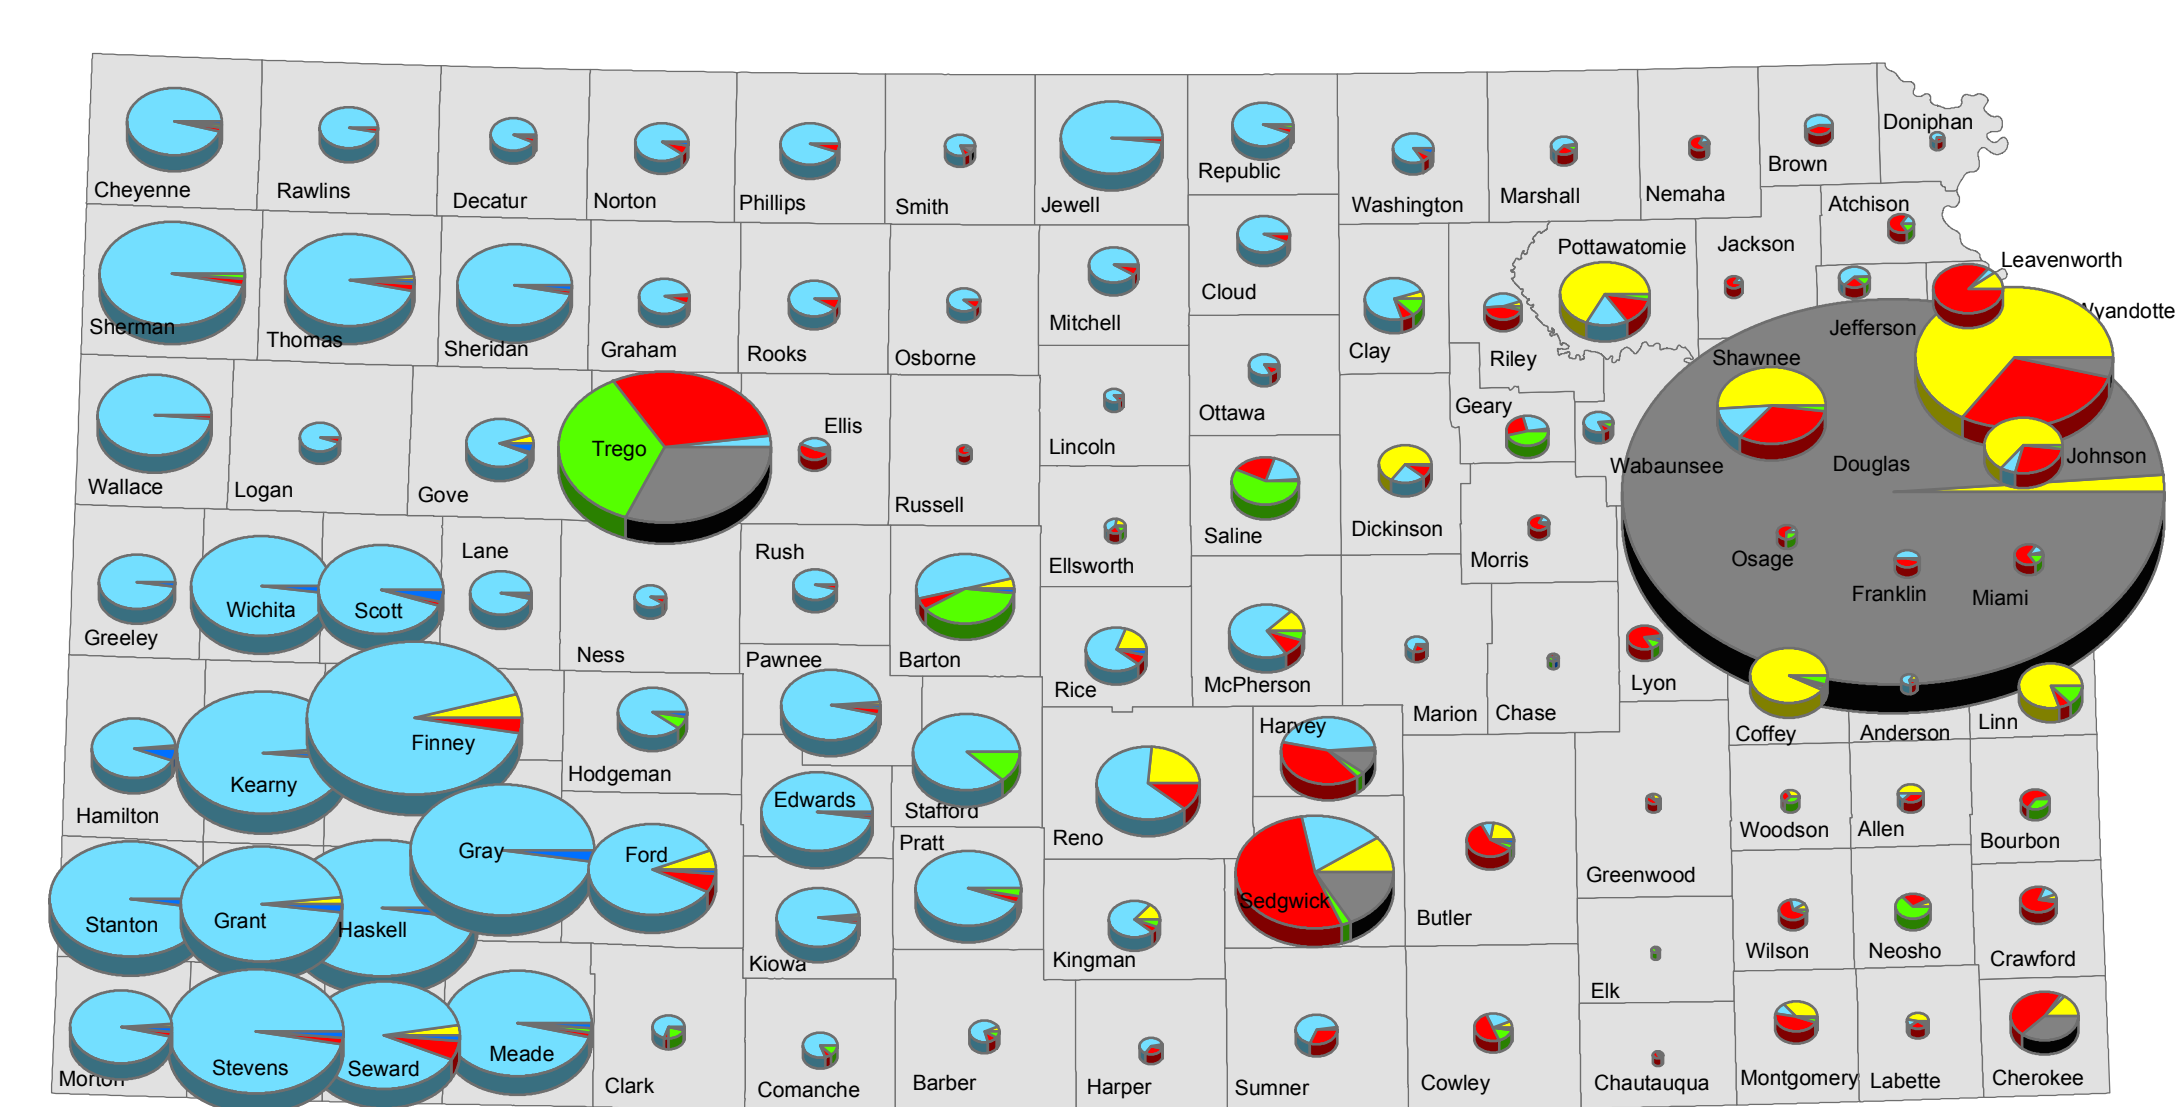 Cheyenne
Rawlins
Decatur
Norton
Phillips
Smith
Jewell
Republic
Washington
Marshall
Nemaha
Brown
Doniphan
Atchison
Sherman
Thomas
Sheridan
Graham
Rooks
Osborne
Mitchell
Cloud
Clay
Riley
Pottawatomie
Jackson
Leavenworth
Jefferson
Wyandotte
Shawnee
Wallace
Logan
Gove
Trego
Ellis
Russell
Lincoln
Ottawa
Saline
Dickinson
Geary
Wabaunsee
Douglas
Johnson
Greeley
Wichita
Scott
Lane
Ness
Rush
Barton
Ellsworth
Morris
Osage
Franklin
Miami
Pawnee
Rice
McPherson
Marion
Chase
Lyon
Coffey
Anderson
Linn
Hamilton
Kearny
Finney
Hodgeman
Edwards
Stafford
Reno
Harvey
Woodson
Allen
Bourbon
Gray
Ford
Pratt
Sedgwick
Butler
Greenwood
Stanton
Grant
Haskell
Kiowa
Kingman
Elk
Wilson
Neosho
Crawford
Morton
Stevens
Seward
Meade
Clark
Comanche
Barber
Harper
Sumner
Cowley
Chautauqua
Montgomery
Labette
Cherokee